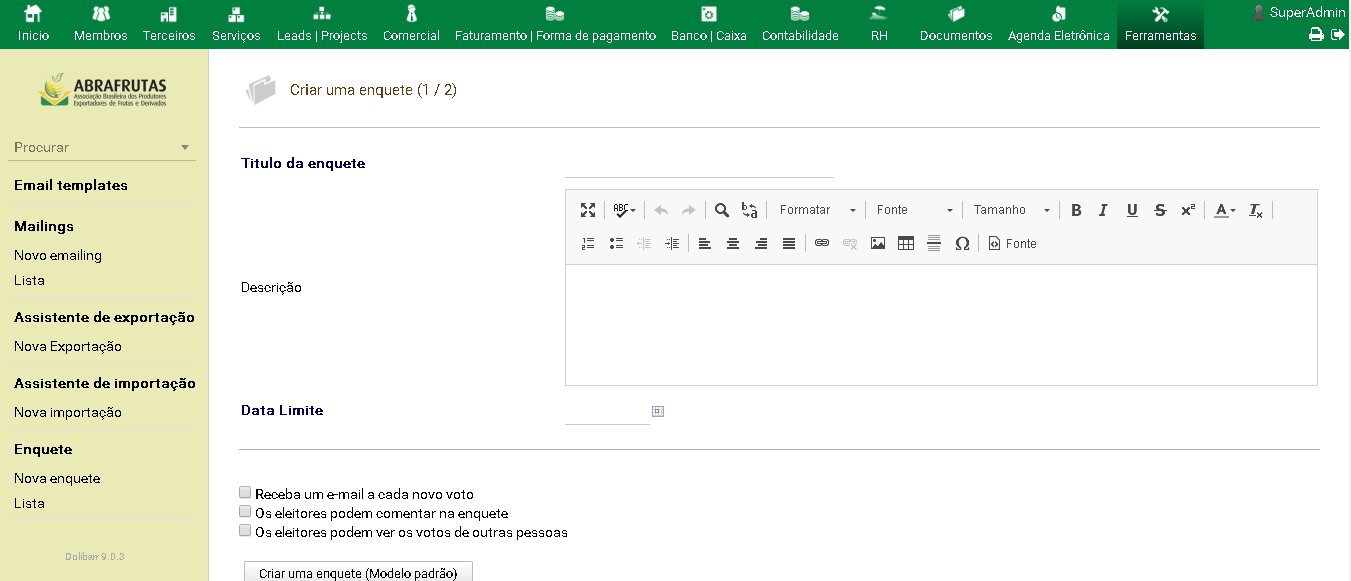 Inicio Membros Terceiros Serviços Leads | Projects Comercial Faturamento | Forma de pagamento Banco | Caixa Contabilidade RH Documentos Agenda Eletrônica Ferramentas SuperAdmin
ABRAFRUTAS
Associação Brasileira dos Produtores
Exportadores de Frutas e Derivados
Procurar
Email templates
Mailings
Novo emailing
Lista
Assistente de exportação
Nova Exportação
Assistente de importação
Nova importação
Enquete
Nova enquete
Lista
Dolibarr 9.0.3
Criar uma enquete (1 / 2)
Titulo da enquete
ABC Formatar Fonte Tamanho B I U S x² A Tx
Ω Fonte
Descrição
Data Limite
Receba um e-mail a cada novo voto
Os eleitores podem comentar na enquete
Os eleitores podem ver os votos de outras pessoas
Criar uma enquete (Modelo padrão)